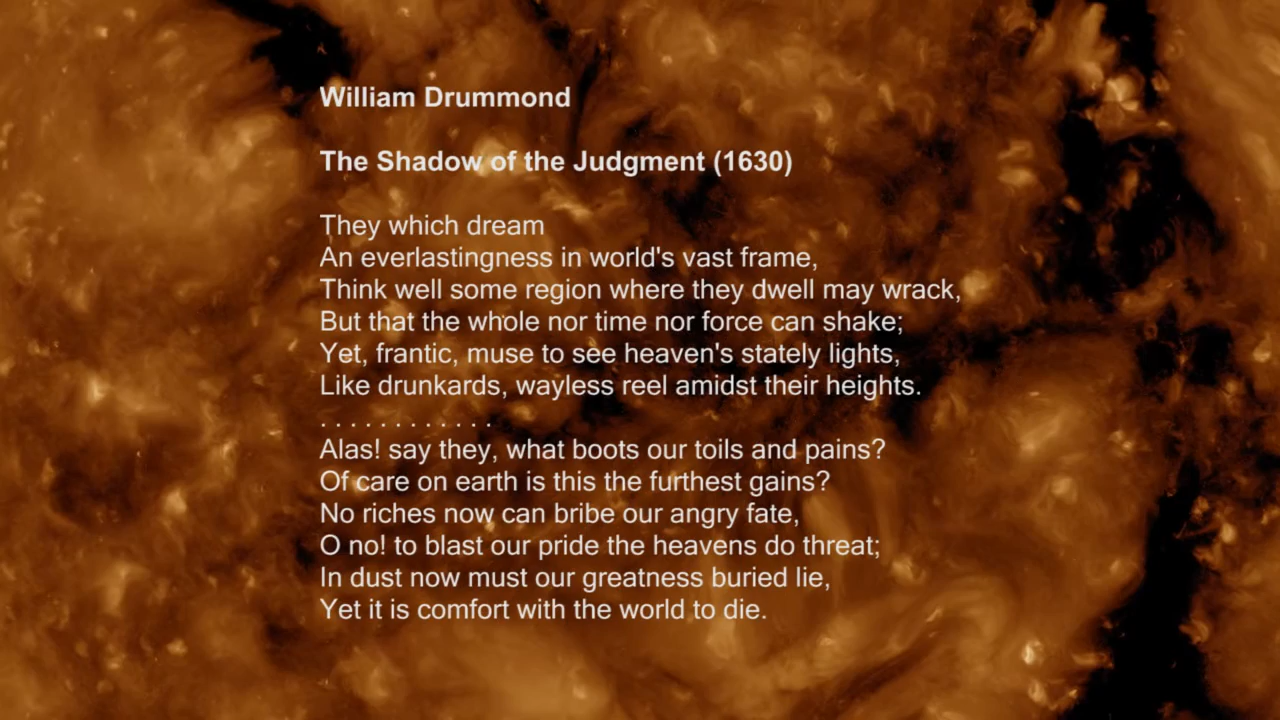 William Drummond
The Shadow of the Judgment (1630)
They which dream
An everlastingness in world's vast frame,
Think well some region where they dwell may wrack,
But that the whole nor time nor force can shake;
Yet, frantic, muse to see heaven's stately lights,
Like drunkards, wayless reel amidst their heights.
. . . . . . . . . . . .
Alas! say they, what boots our toils and pains?
Of care on earth is this the furthest gains?
No riches now can bribe our angry fate,
O no! to blast our pride the heavens do threat;
In dust now must our greatness buried lie,
Yet it is comfort with the world to die.